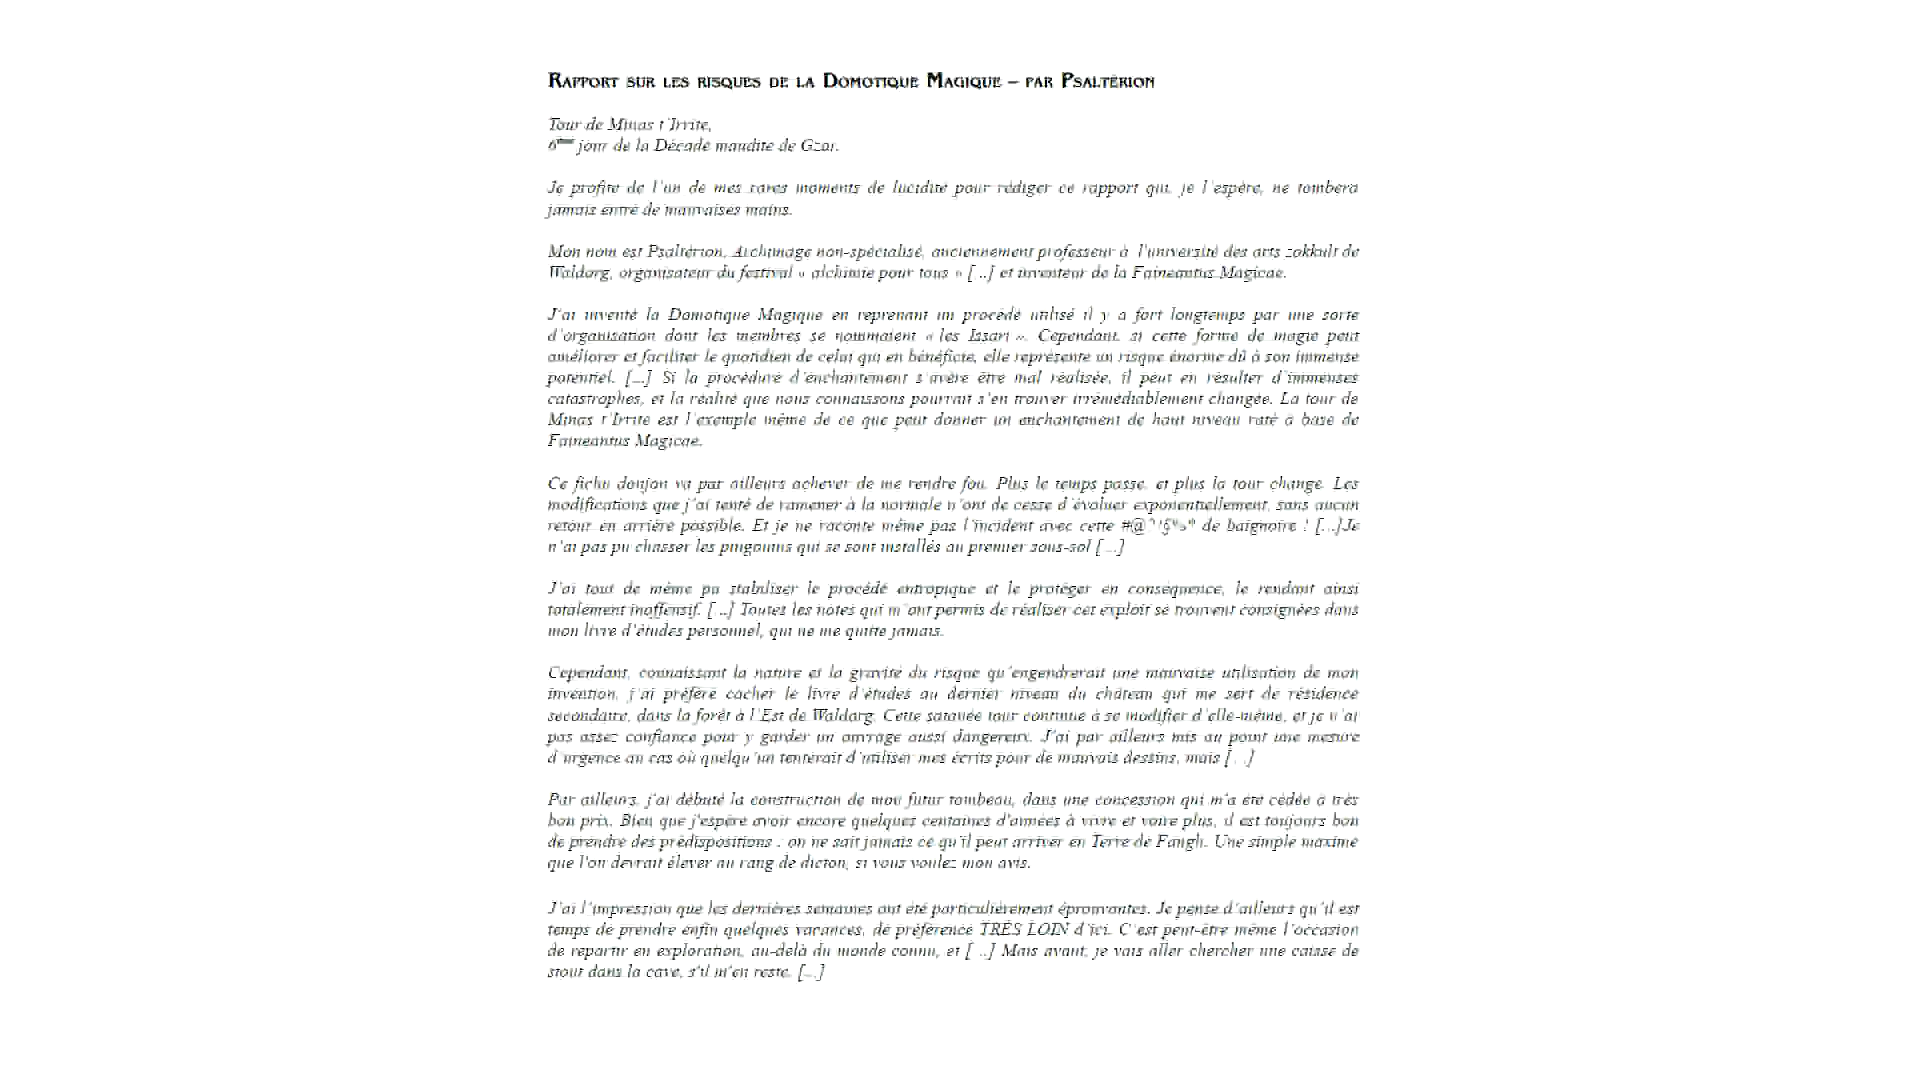 Rapport sur les risques de la Domotique Magique – par Psaltérion
Tour de Minas t'Irrite,
6ème jour de la Décade maudite de Gzor.
Je profite de l'un de mes rares moments de lucidité pour rédiger ce rapport qui, je l'espère, ne tombera
jamais entre de mauvaises mains.
Mon nom est Psaltérion, Archimage non-spécialisé, anciennement professeur à l'université des arts zokkult de
Waldorg, organisateur du festival « alchimie pour tous » [...] et inventeur de la Faineantus Magicae.
J'ai inventé la Domotique Magique en reprenant un procédé utilisé il y a fort longtemps par une sorte
d'organisation dont les membres se nommaient « les Issari ». Cependant, si cette forme de magie peut
améliorer et faciliter le quotidien de celui qui en bénéficie, elle représente un risque énorme dû à son immense
potentiel. [...] Si la procédure d'enchantement s'avère être mal réalisée, il peut en résulter d'immenses
catastrophes, et la réalité que nous connaissons pourrait s'en trouver irrémédiablement changée. La tour de
Minas t'Irrite est l'exemple même de ce que peut donner un enchantement de haut niveau raté à base de
Faineantus Magicae.
Ce fichu donjon va par ailleurs achever de me rendre fou. Plus le temps passe, et plus la tour change. Les
modifications que j'ai tenté de ramener à la normale n'ont de cesse d'évoluer exponentiellement, sans aucun
retour en arrière possible. Et je ne raconte même pas l'incident avec cette de baignoire ! [...]Je
n'ai pas pu chasser les pingouins qui se sont installés au premier sous-sol [...]
J'ai tout de même pu stabiliser le procédé entropique et le protéger en conséquence, le rendant ainsi
totalement inoffensif. [...] Toutes les notes qui m'ont permis de réaliser cet exploit se trouvent consignées dans
mon livre d'études personnel, qui ne me quitte jamais.
Cependant, connaissant la nature et la gravité du risque qu'engendrerait une mauvaise utilisation de mon
invention, j'ai préféré cacher le livre d'études au dernier niveau du château qui me sert de résidence
secondaire, dans la forêt à l'Est de Waldorg. Cette satanée tour continue à se modifier d'elle-même, et je n'ai
pas assez confiance pour y garder un ouvrage aussi dangereux. J'ai par ailleurs mis au point une mesure
d'urgence au cas où quelqu'un tenterait d'utiliser mes écrits pour de mauvais dessins, mais [...]
Par ailleurs, j'ai débuté la construction de mon futur tombeau, dans une concession qui m'a été cédée à très
bon prix. Bien que j'espère avoir encore quelques centaines d'années à vivre et voire plus, il est toujours bon
de prendre des prédispositions : on ne sait jamais ce qu'il peut arriver en Terre de Fangh. Une simple maxime
que l'on devrait élever au rang de dicton, si vous voulez mon avis.
J'ai l'impression que les dernières semaines ont été particulièrement éprouvantes. Je pense d'ailleurs qu'il est
temps de prendre enfin quelques vacances, de préférence TRÈS LOIN d'ici. C'est peut-être même l'occasion
de repartir en exploration, au-delà du monde connu, et [...] Mais avant, je vais aller chercher une caisse de
stout dans la cave, s'il m'en reste. [...]